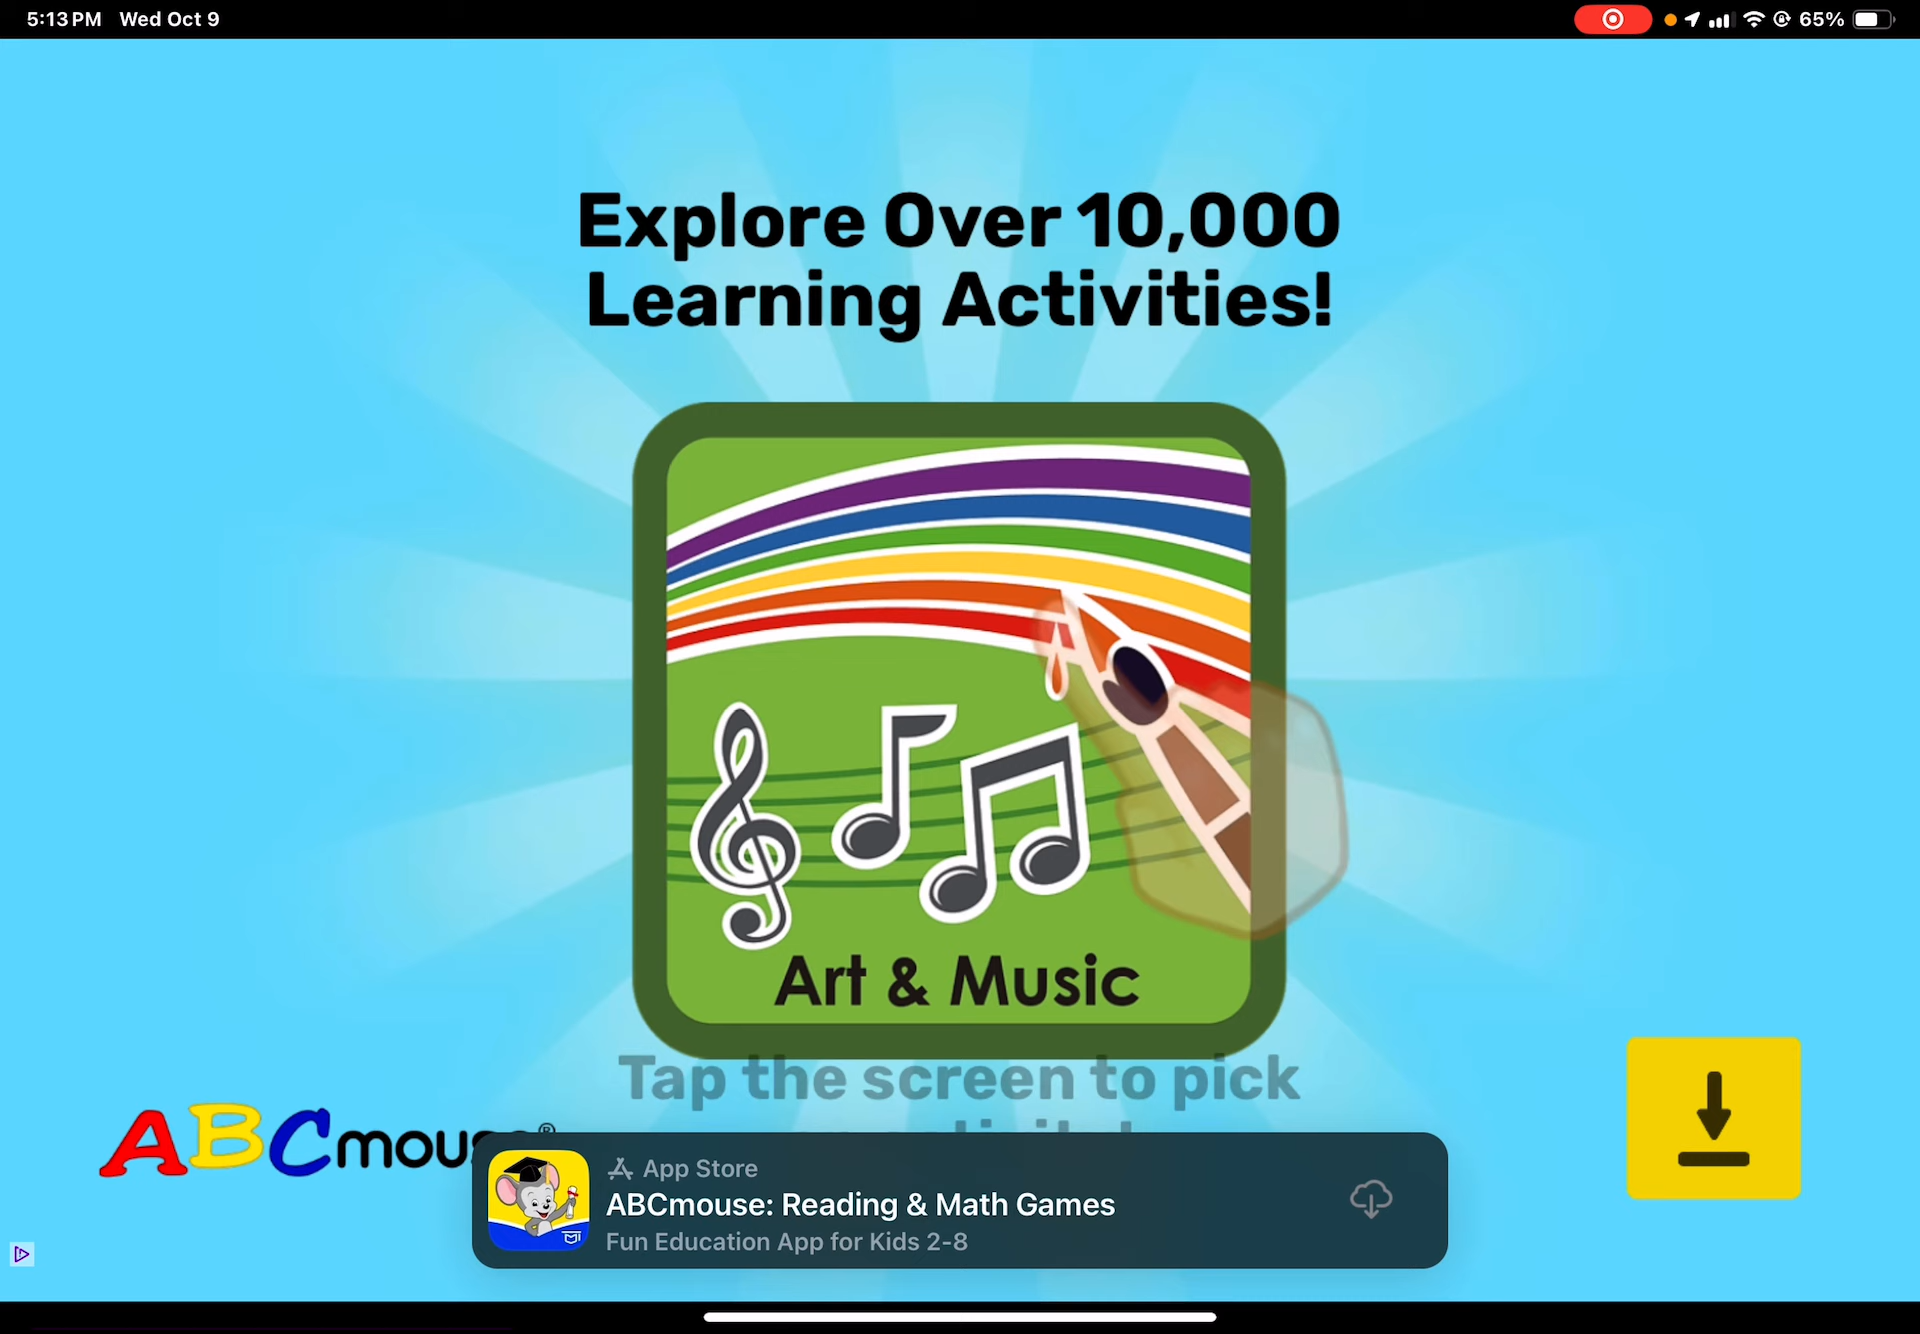 5:13 PM Wed Oct 9
65%
Explore Over 10,000
Learning Activities!
Art & Music
Tap the screen to pick
ABCmouse®
App Store
ABCmouse: Reading & Math Games
Fun Education App for Kids 2-8